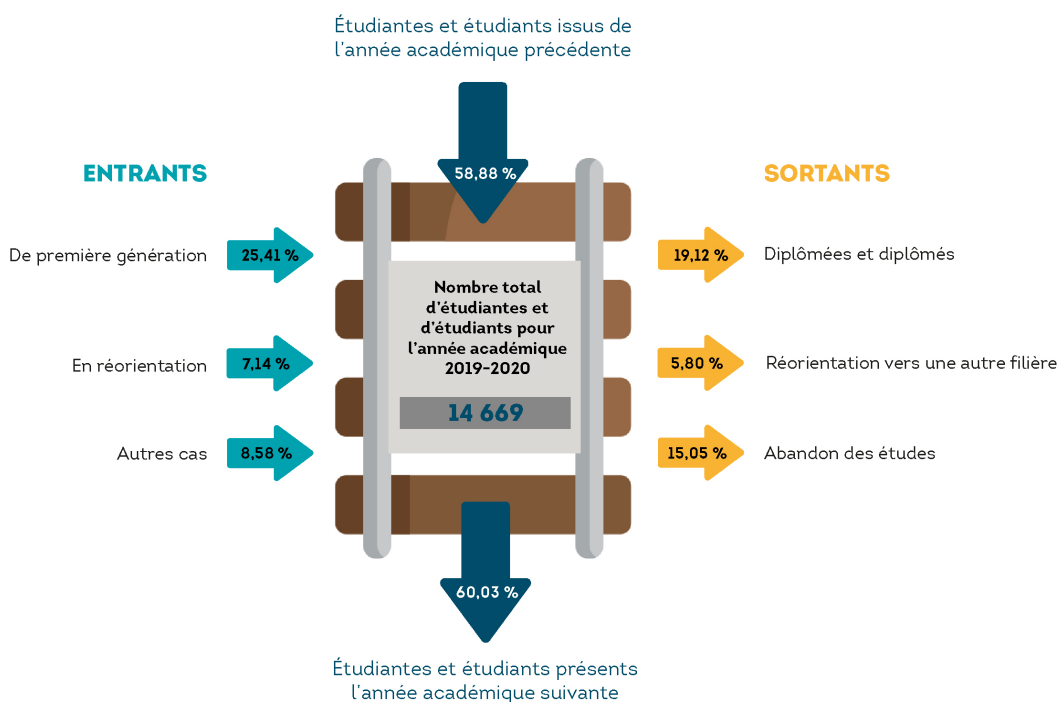 Étudiantes et étudiants issus de
l'année académique précédente
58,88 %
ENTRANTS
De première génération
25,41 %
En réorientation
7,14 %
Autres cas
8,58 %
Nombre total
d'étudiantes et
d'étudiants pour
l'année académique
2019-2020
14 669
SORTANTS
19,12 %
Diplômées et diplômés
5,80 %
Réorientation vers une autre filière
15,05 %
Abandon des études
60,03 %
Étudiantes et étudiants présents
l'année académique suivante